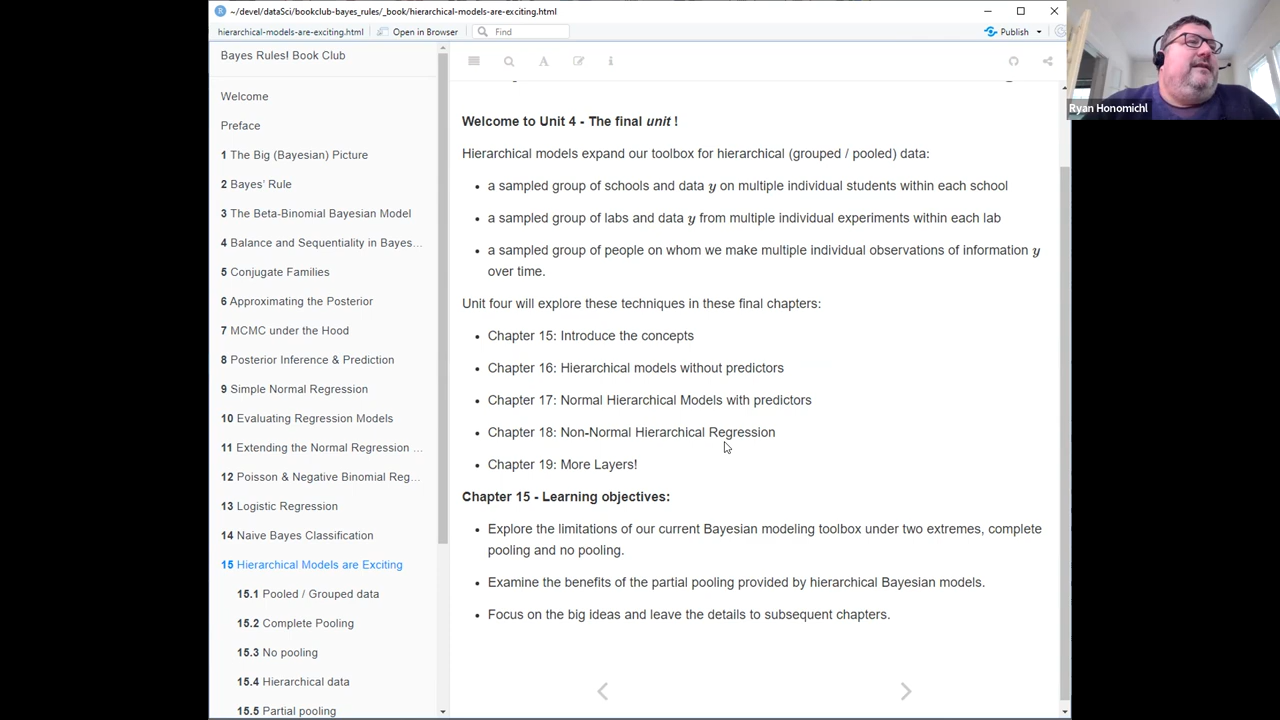 ~/devel/dataSci/bookclub-bayes_rules/_book/hierarchical-models-are-exciting.html
hierarchical-models-are-exciting.html
Open in Browser
Find
Publish
Bayes Rules! Book Club
Welcome
Preface
1 The Big (Bayesian) Picture
2 Bayes' Rule
3 The Beta-Binomial Bayesian Model
4 Balance and Sequentiality in Bayes...
5 Conjugate Families
6 Approximating the Posterior
7 MCMC under the Hood
8 Posterior Inference & Prediction
9 Simple Normal Regression
10 Evaluating Regression Models
11 Extending the Normal Regression ...
12 Poisson & Negative Binomial Reg...
13 Logistic Regression
14 Naive Bayes Classification
15 Hierarchical Models are Exciting
15.1 Pooled / Grouped data
15.2 Complete Pooling
15.3 No pooling
15.4 Hierarchical data
15.5 Partial pooling
Welcome to Unit 4 - The final unit !
Hierarchical models expand our toolbox for hierarchical (grouped / pooled) data:
• a sampled group of schools and data y on multiple individual students within each school
• a sampled group of labs and data y from multiple individual experiments within each lab
• a sampled group of people on whom we make multiple individual observations of information y
over time.
Unit four will explore these techniques in these final chapters:
• Chapter 15: Introduce the concepts
• Chapter 16: Hierarchical models without predictors
• Chapter 17: Normal Hierarchical Models with predictors
• Chapter 18: Non-Normal Hierarchical Regression
• Chapter 19: More Layers!
Chapter 15 - Learning objectives:
• Explore the limitations of our current Bayesian modeling toolbox under two extremes, complete
pooling and no pooling.
• Examine the benefits of the partial pooling provided by hierarchical Bayesian models.
• Focus on the big ideas and leave the details to subsequent chapters.
Ryan Honomichl